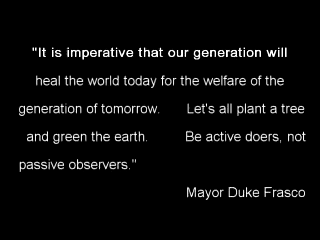 "It is imperative that our generation will
heal the world today for the welfare of the
generation of tomorrow. Let's all plant a tree
and green the earth. Be active doers, not
passive observers."
Mayor Duke Frasco